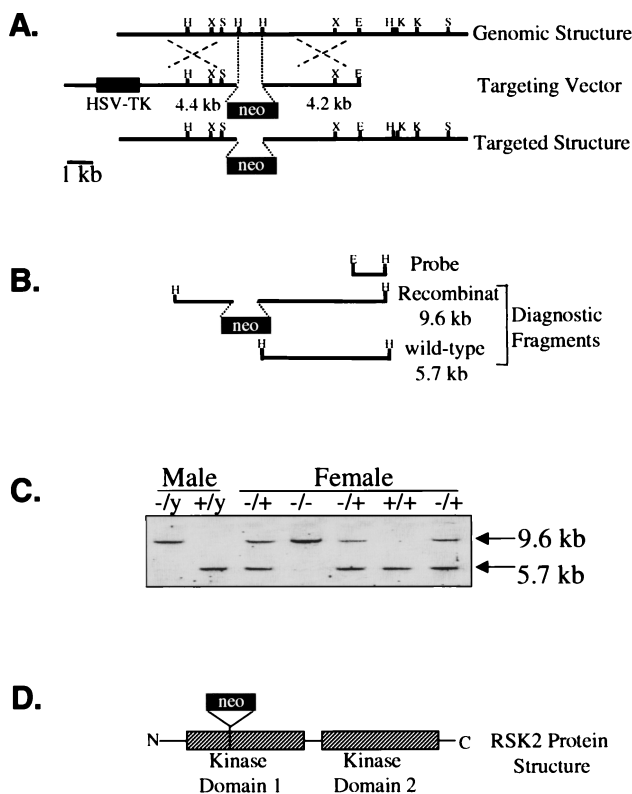 A.
H X S H H X E H K K S
Genomic Structure
H X S X E
HSV-TK 4.4 kb neo 4.2 kb
Targeting Vector
H X S X E H K K S
Targeted Structure
neo
1 kb
B.
E H Probe
H H Recombinat
neo 9.6 kb
H H wild-type
5.7 kb
Diagnostic
Fragments
C.
Male Female
-/y +/y -/+ -/- -/+ +/+ -/+
9.6 kb
5.7 kb
D.
neo
N C
Kinase
Domain 1
Kinase
Domain 2
RSK2 Protein
Structure